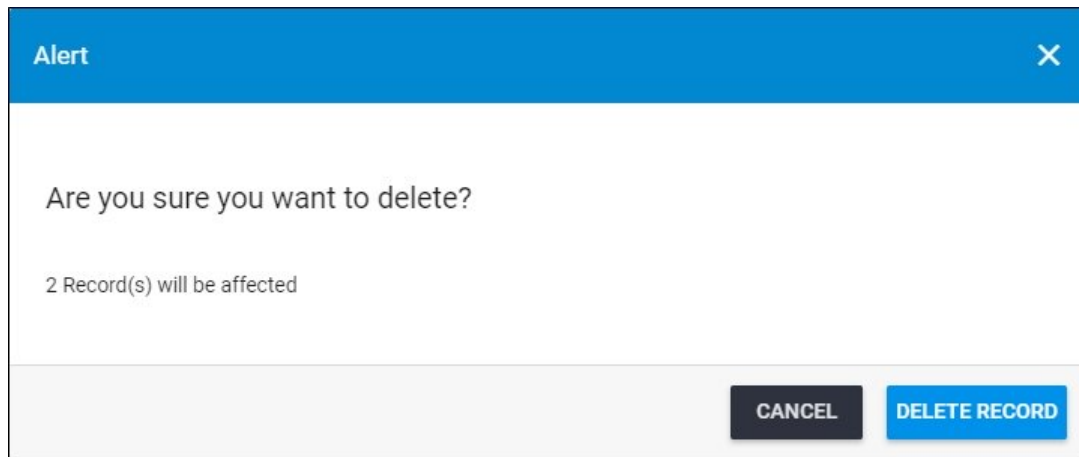 Alert
Are you sure you want to delete?
2 Record(s) will be affected
CANCEL DELETE RECORD